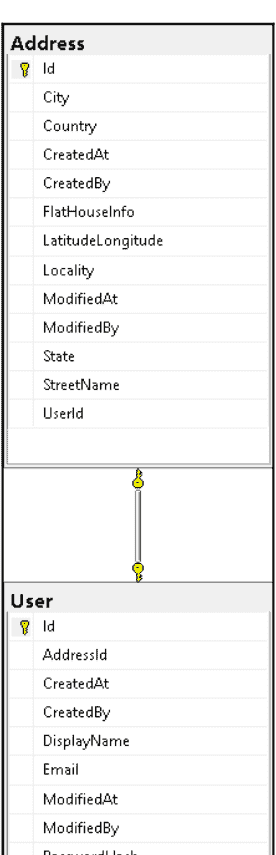 Address
Id
City
Country
CreatedAt
CreatedBy
FlatHouseInfo
LatitudeLongitude
Locality
ModifiedAt
ModifiedBy
State
StreetName
UserId
User
Id
AddressId
CreatedAt
CreatedBy
DisplayName
Email
ModifiedAt
ModifiedBy
PasswordHash